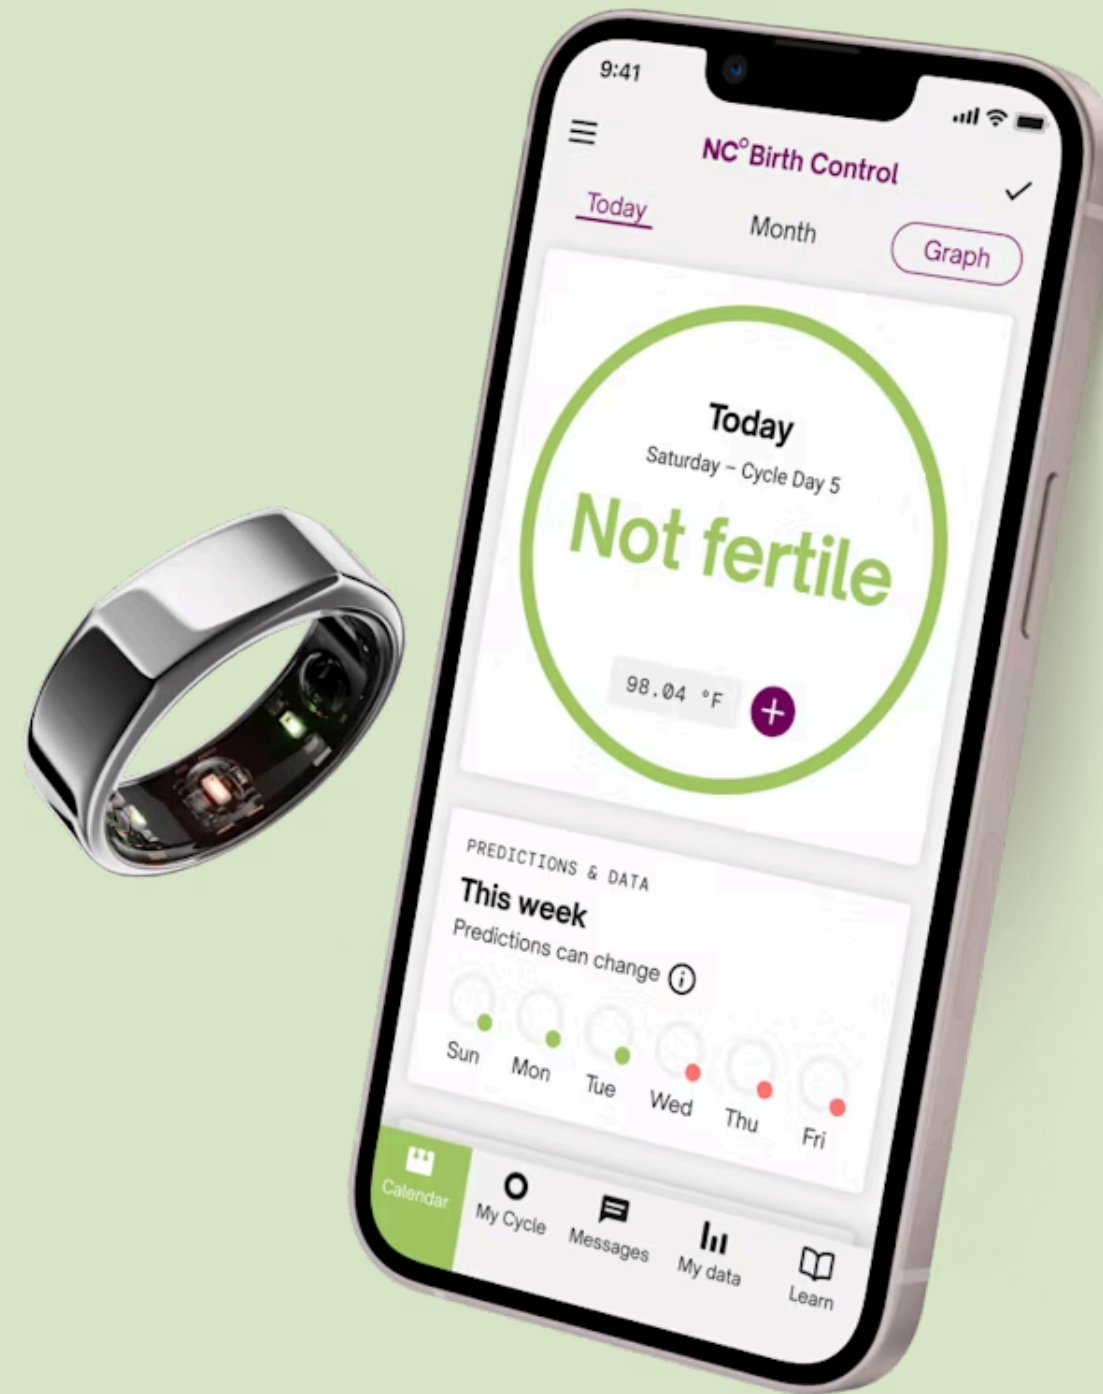 9:41
NC° Birth Control
Today
Month
Graph
Today
Saturday – Cycle Day 5
Not fertile
98.04 °F
PREDICTIONS & DATA
This week
Predictions can change
Sun Mon Tue Wed Thu Fri
Calendar
My Cycle
Messages
My data
Learn